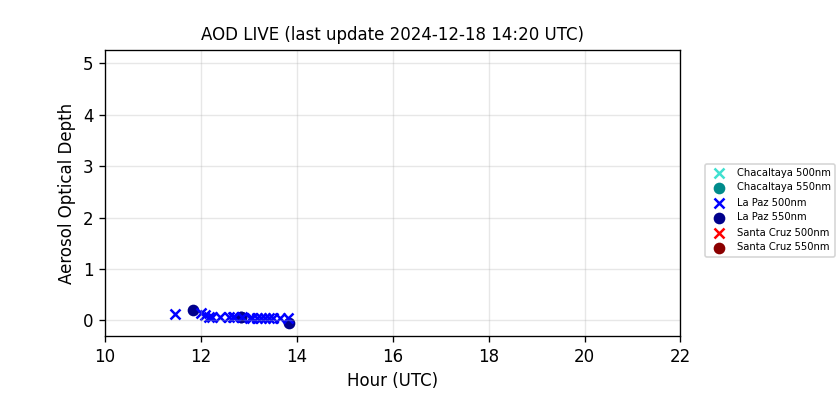 AOD LIVE (last update 2024-12-18 14:20 UTC)
5
4
3
2
1
0
Aerosol Optical Depth
10 12 14 16 18 20 22
Hour (UTC)
Chacaltaya 500nm
Chacaltaya 550nm
La Paz 500nm
La Paz 550nm
Santa Cruz 500nm
Santa Cruz 550nm